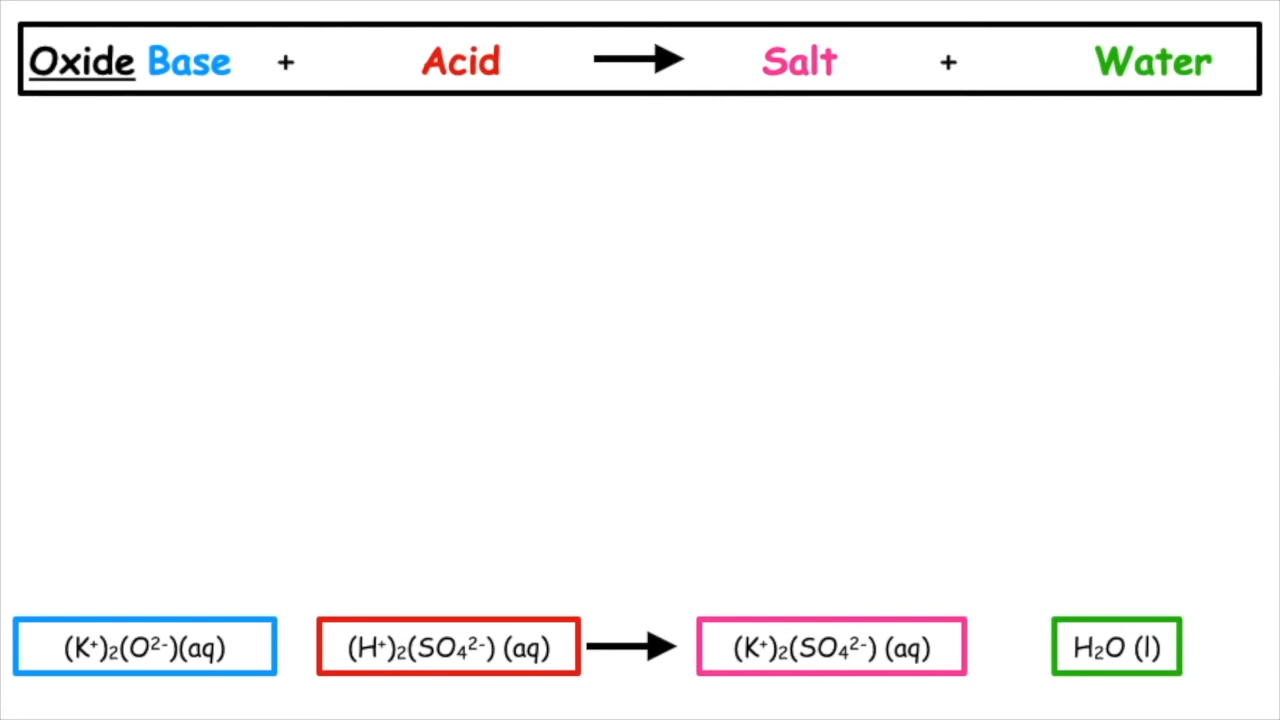 Oxide Base + Acid → Salt + Water
(K⁺)₂(O²⁻)(aq) (H⁺)₂(SO₄²⁻) (aq) → (K⁺)₂(SO₄²⁻) (aq) H₂O (l)